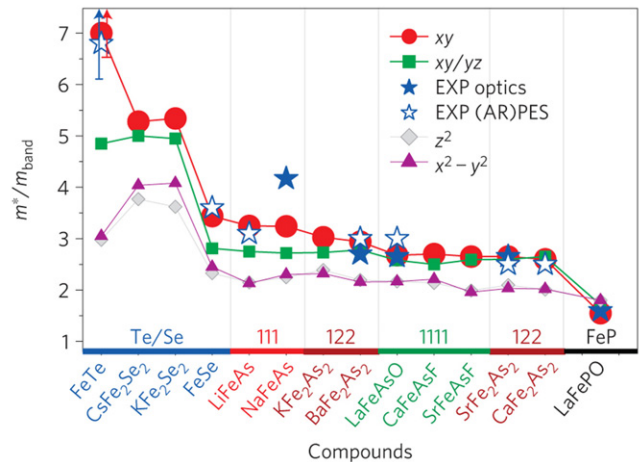 7
6
5
4
3
2
1
m*/m_band
xy
xy/yz
EXP optics
EXP (AR)PES
z²
x² – y²
Te/Se
111
122
1111
122
FeP
FeTe
CsFe₂Se₂
KFe₂Se₂
FeSe
LiFeAs
NaFeAs
KFe₂As₂
BaFe₂As₂
LaFeAsO
CaFeAsF
SrFeAsF
SrFe₂As₂
CaFe₂As₂
LaFePO
Compounds